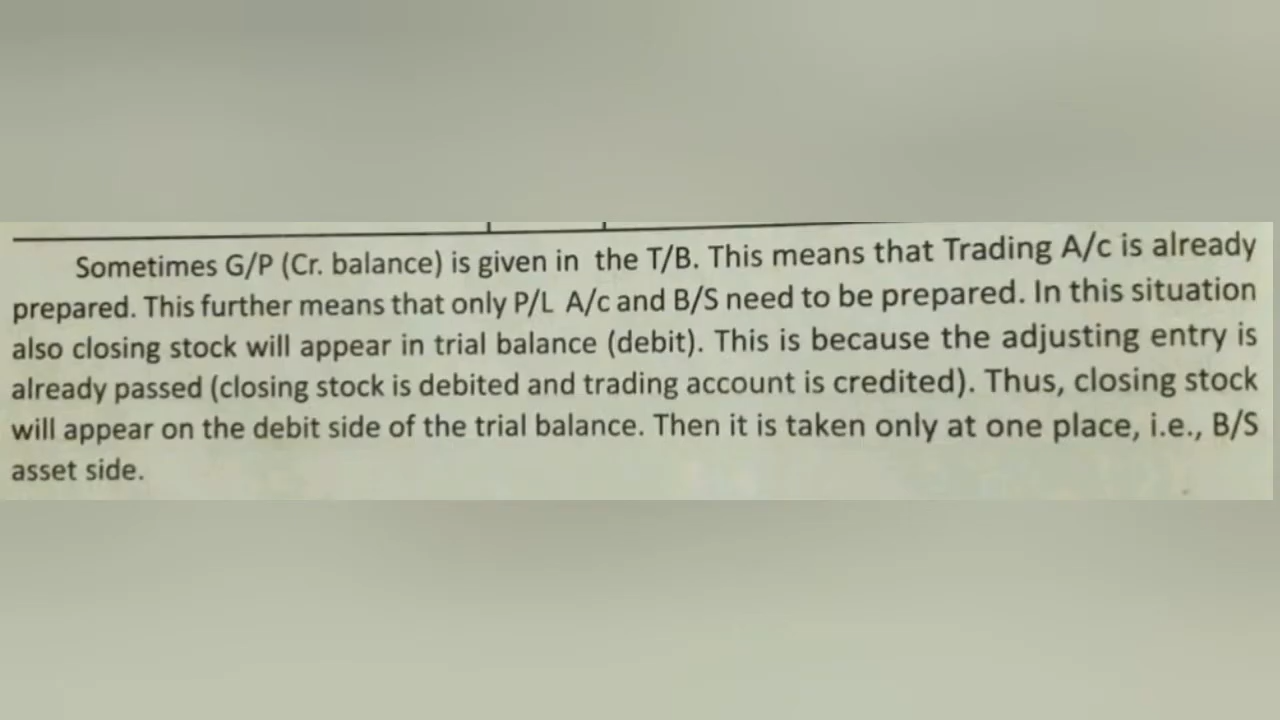 Sometimes G/P (Cr. balance) is given in the T/B. This means that Trading A/c is already
prepared. This further means that only P/L A/c and B/S need to be prepared. In this situation
also closing stock will appear in trial balance (debit). This is because the adjusting entry is
already passed (closing stock is debited and trading account is credited). Thus, closing stock
will appear on the debit side of the trial balance. Then it is taken only at one place, i.e., B/S
asset side.